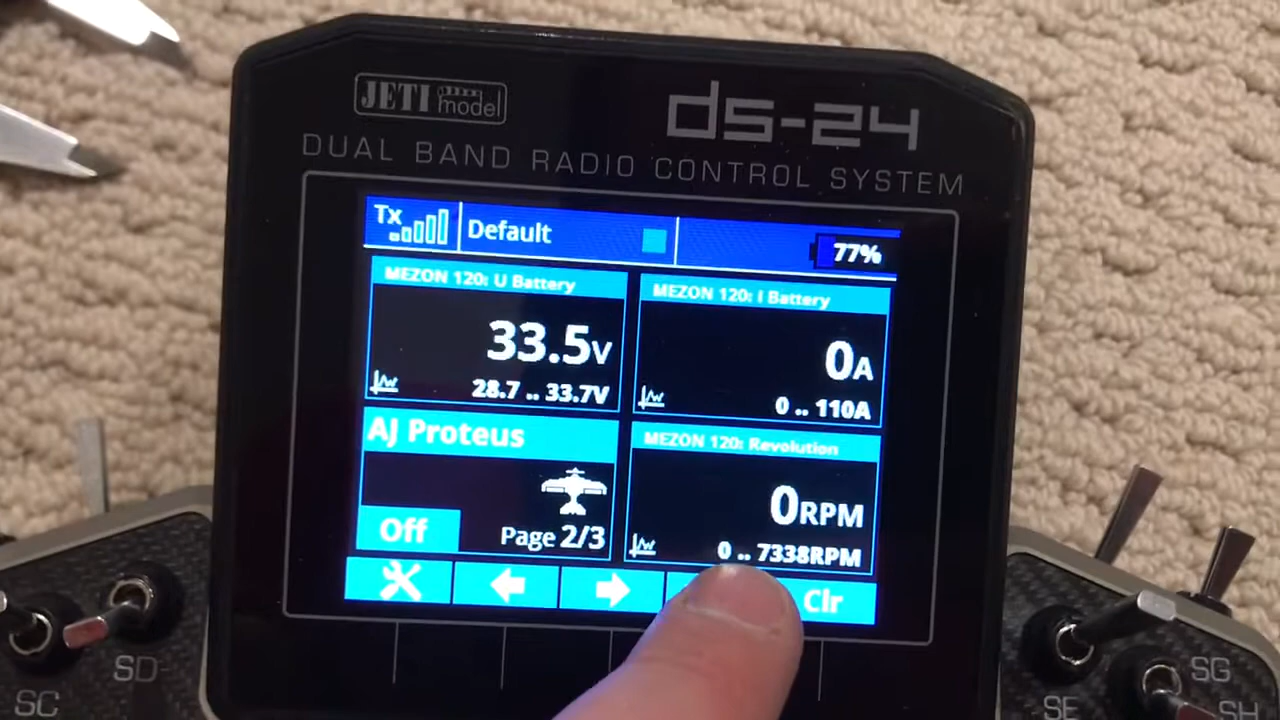 JETI model
ds-24
DUAL BAND RADIO CONTROL SYSTEM
Tx
Default
77%
MEZON 120: U Battery
33.5V
28.7 .. 33.7V
MEZON 120: I Battery
0A
0 .. 110A
AJ Proteus
Off
Page 2/3
MEZON 120: Revolution
0RPM
0 .. 7338RPM
Clr
SD
SC
SG
SE
SH